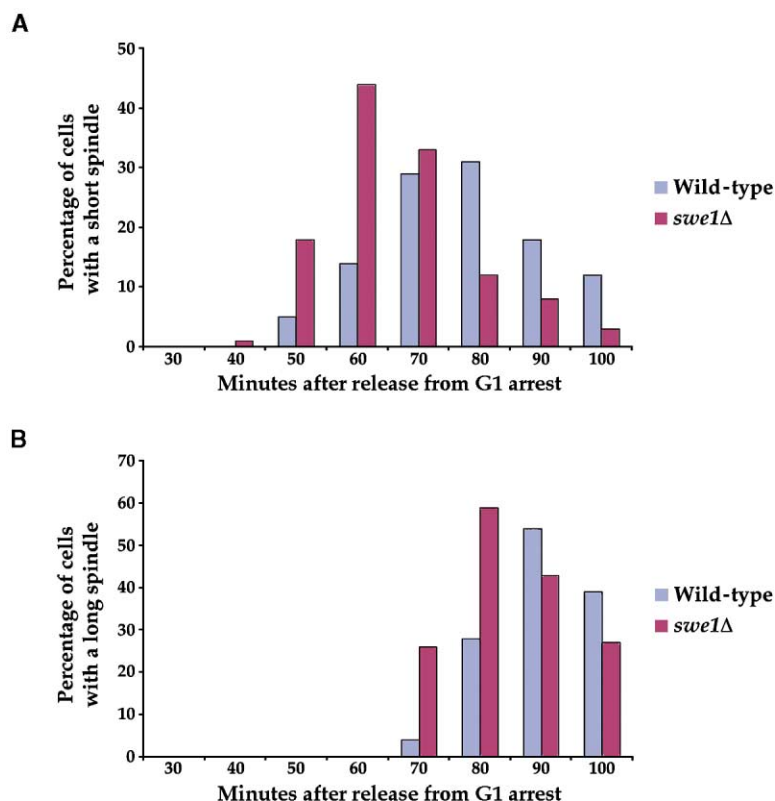 A
50
40
30
20
10
0
Percentage of cells
with a short spindle
30 40 50 60 70 80 90 100
Minutes after release from G1 arrest
Wild-type
swe1Δ
B
70
60
50
40
30
20
10
0
Percentage of cells
with a long spindle
30 40 50 60 70 80 90 100
Minutes after release from G1 arrest
Wild-type
swe1Δ